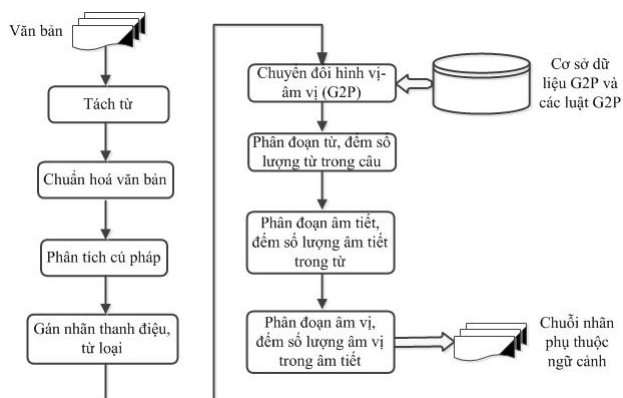 Văn bản
Tách từ
Chuẩn hoá văn bản
Phân tích cú pháp
Gán nhãn thanh điệu,
từ loại
Chuyên đôi hình vị-
âm vị (G2P)
Cơ sở dữ
liệu G2P và
các luật G2P
Phân đoạn từ, đếm số
lượng từ trong câu
Phân đoạn âm tiết,
đếm số lượng âm tiết
trong từ
Phân đoạn âm vị,
đếm số lượng âm vị
trong âm tiết
Chuỗi nhãn
phụ thuộc
ngữ cảnh